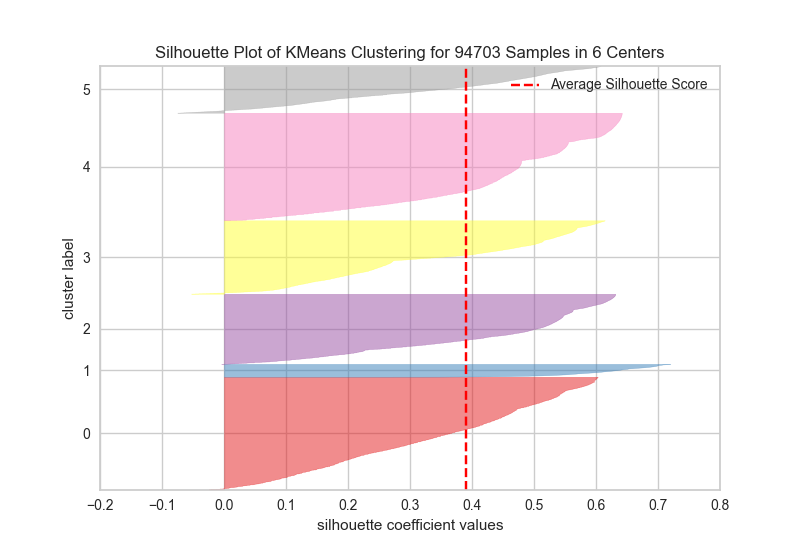 Silhouette Plot of KMeans Clustering for 94703 Samples in 6 Centers
Average Silhouette Score
5
4
3
2
1
0
cluster label
−0.2 −0.1 0.0 0.1 0.2 0.3 0.4 0.5 0.6 0.7 0.8
silhouette coefficient values